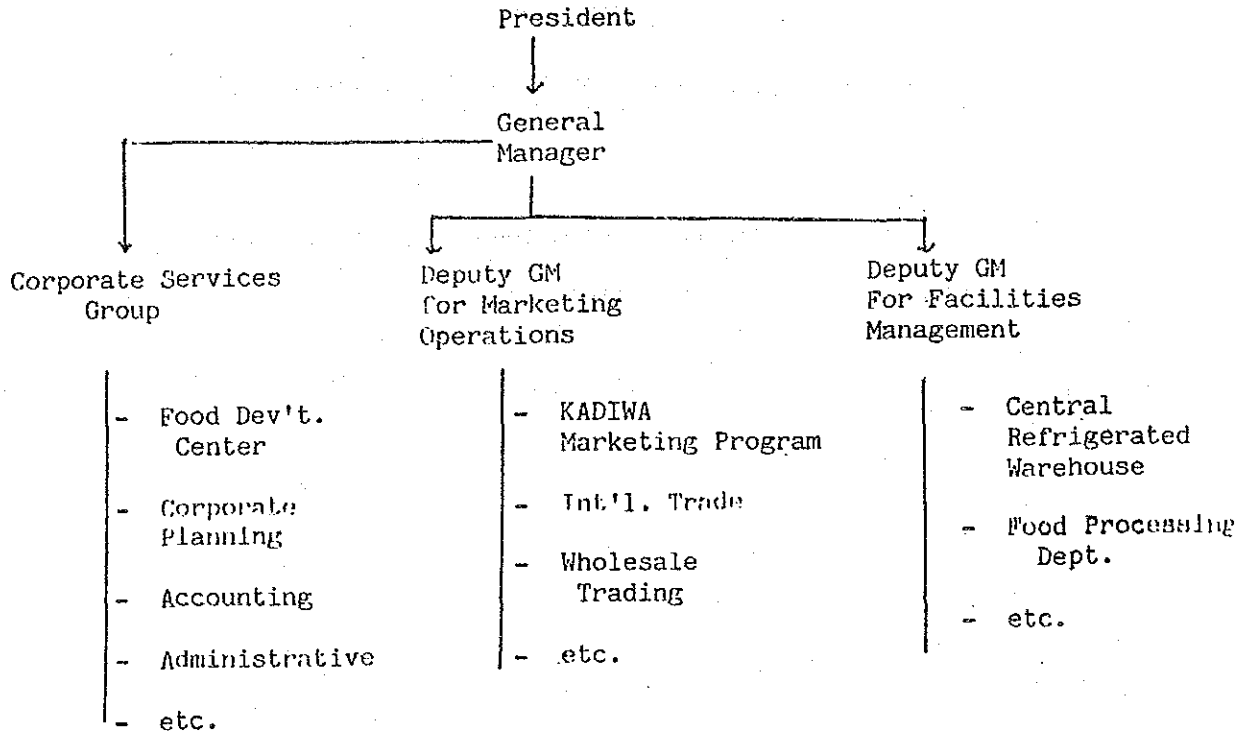 President
General
Manager
Corporate Services
Group
Deputy GM
for Marketing
Operations
Deputy GM
For Facilities
Management
- Food Dev't.
Center
- Corporate
Planning
- Accounting
- Administrative
- etc.
- KADIWA
Marketing Program
- Int'l. Trade
- Wholesale
Trading
- etc.
- Central
Refrigerated
Warehouse
- Food Processing
Dept.
- etc.